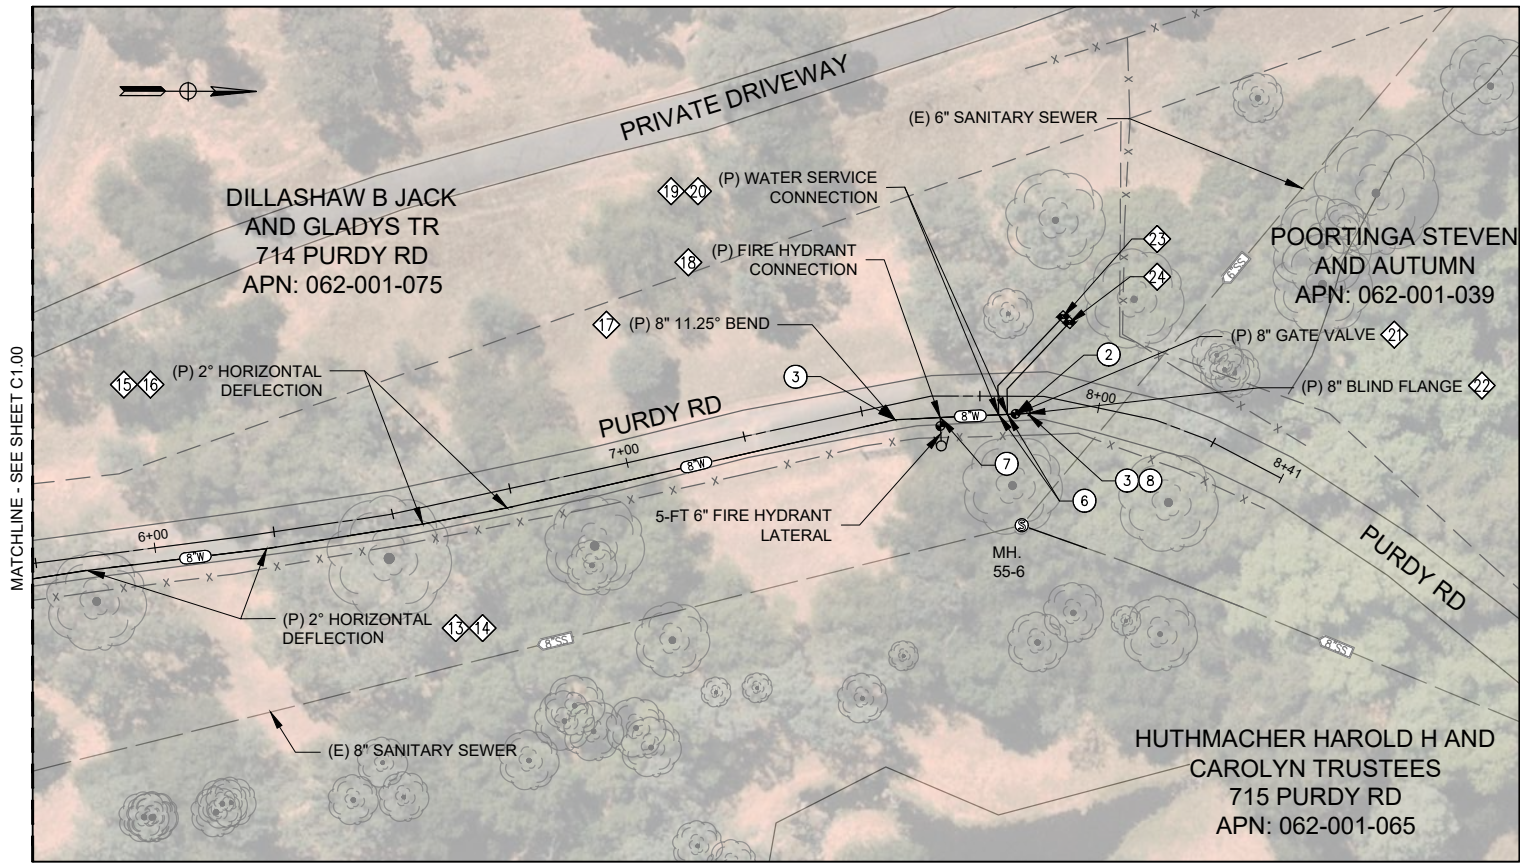 PRIVATE DRIVEWAY
(E) 6" SANITARY SEWER
DILLASHAW B JACK
AND GLADYS TR
714 PURDY RD
APN: 062-001-075
19 20
(P) WATER SERVICE
CONNECTION
18
(P) FIRE HYDRANT
CONNECTION
23
24
POORTINGA STEVEN
AND AUTUMN
APN: 062-001-039
6"SS
17
(P) 8" 11.25° BEND
2
(P) 8" GATE VALVE
21
15 16
(P) 2° HORIZONTAL
DEFLECTION
3
(P) 8" BLIND FLANGE
22
MATCHLINE - SEE SHEET C1.00
PURDY RD
8"W
8+00
7+00
8"W
7
3 8
8+41
6
5-FT 6" FIRE HYDRANT
LATERAL
6+00
8"W
MH.
55-6
PURDY RD
(P) 2° HORIZONTAL
DEFLECTION
13 14
8"SS
8"SS
(E) 8" SANITARY SEWER
HUTHMACHER HAROLD H AND
CAROLYN TRUSTEES
715 PURDY RD
APN: 062-001-065